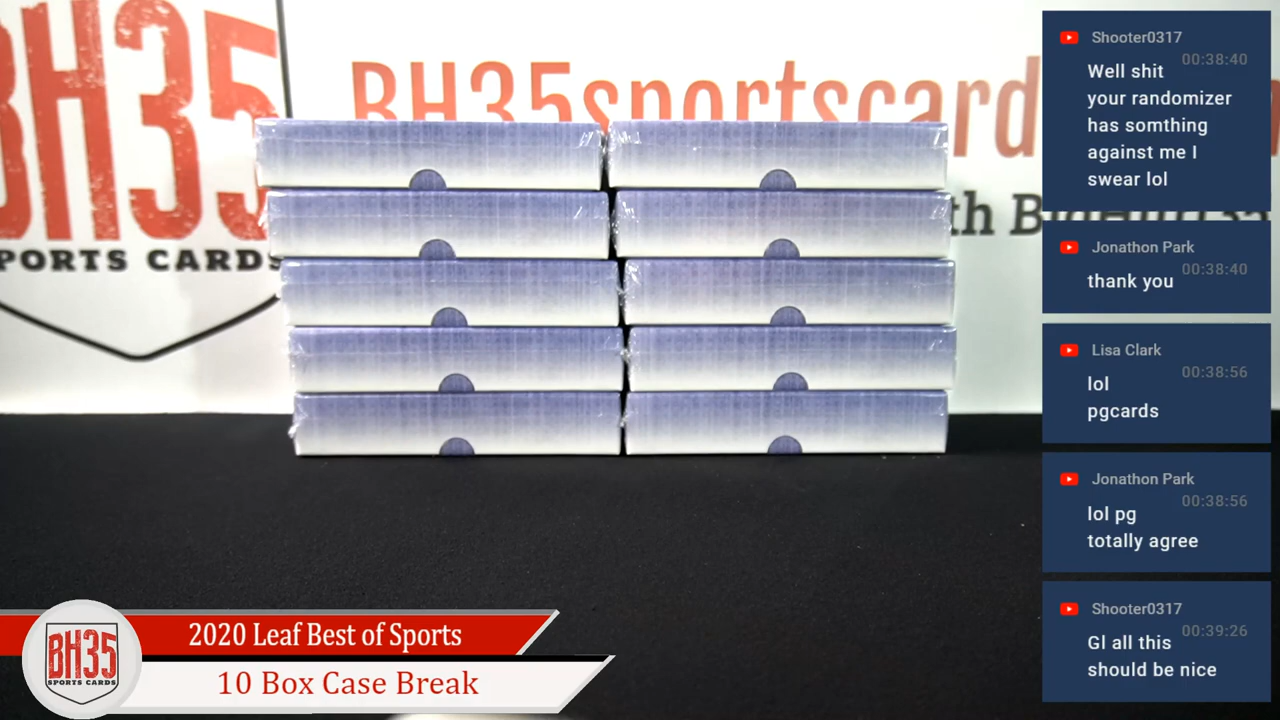 BH35
SPORTS CARDS
BH35sportscard
Shooter0317
00:38:40
Well shit
your randomizer
has somthing
against me I
swear lol
Jonathon Park
00:38:40
thank you
Lisa Clark
00:38:56
lol
pgcards
Jonathon Park
00:38:56
lol pg
totally agree
Shooter0317
00:39:26
Gl all this
should be nice
2020 Leaf Best of Sports
10 Box Case Break
BH35
SPORTS CARDS